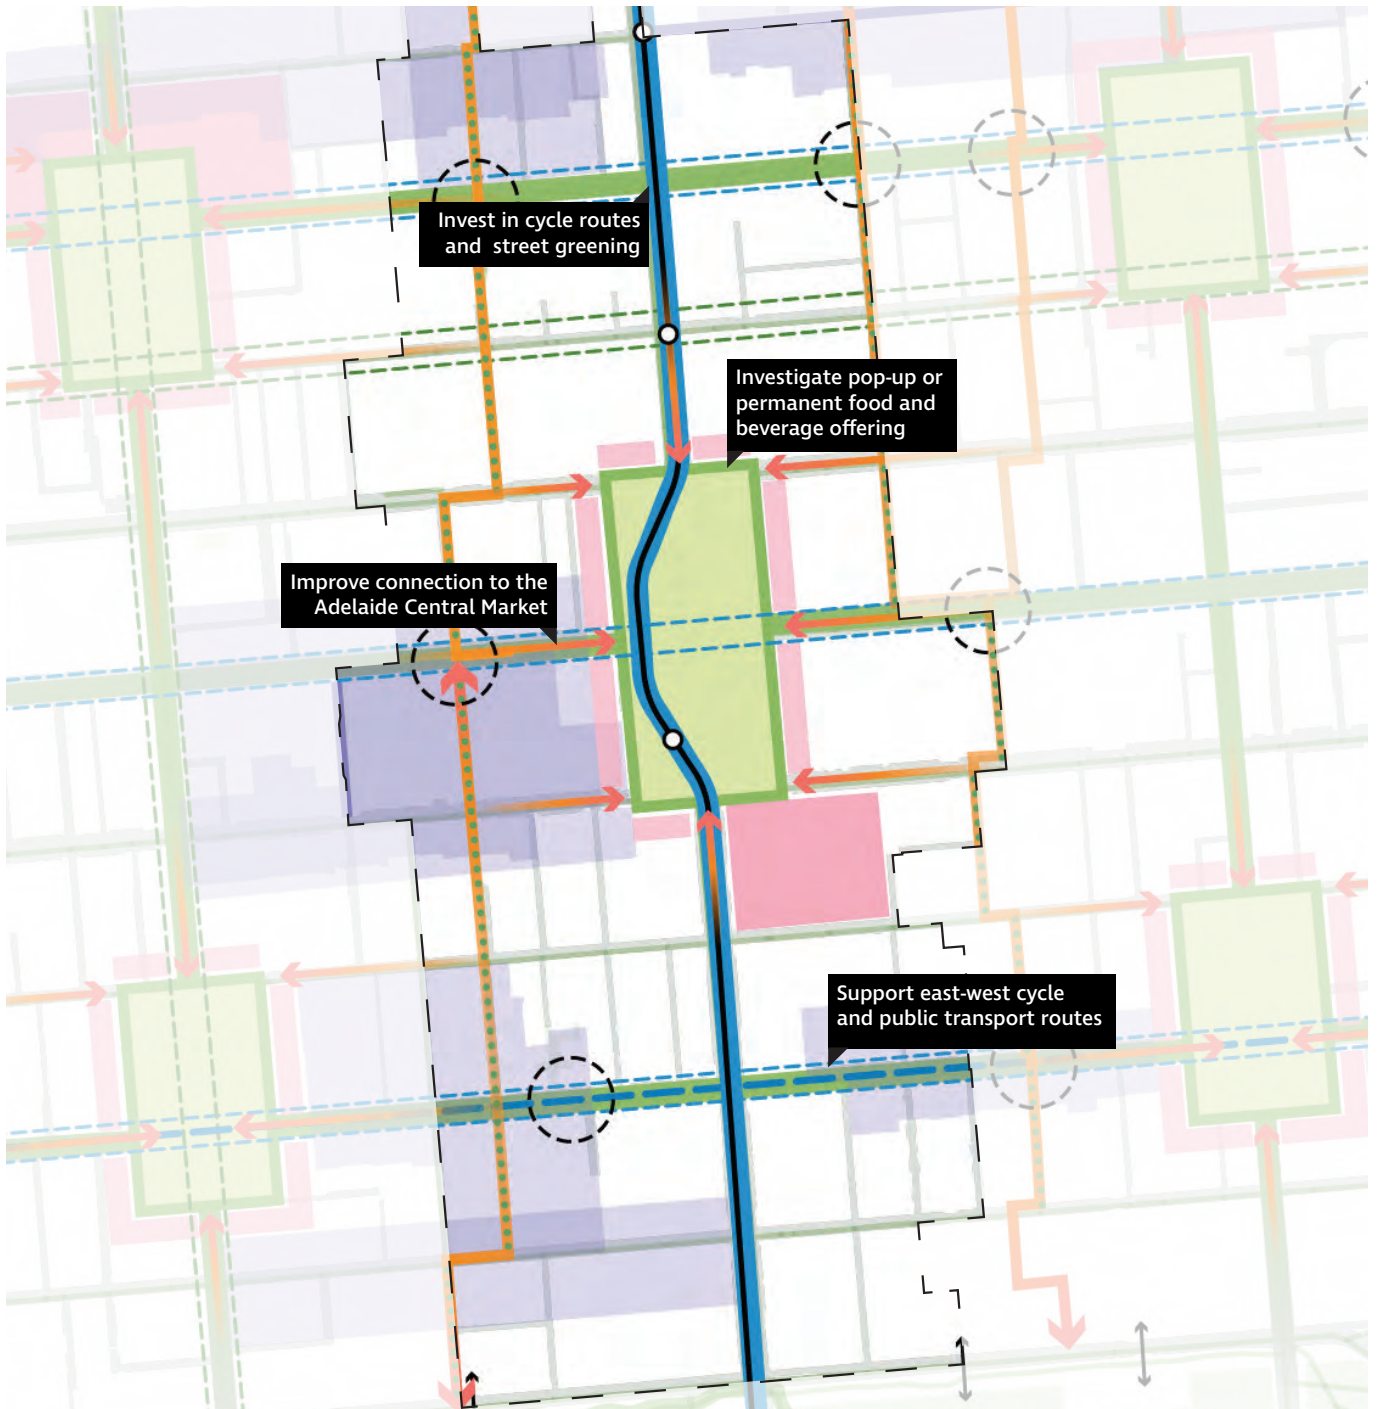 Invest in cycle routes
and street greening
Investigate pop-up or
permanent food and
beverage offering
Improve connection to the
Adelaide Central Market
Support east-west cycle
and public transport routes